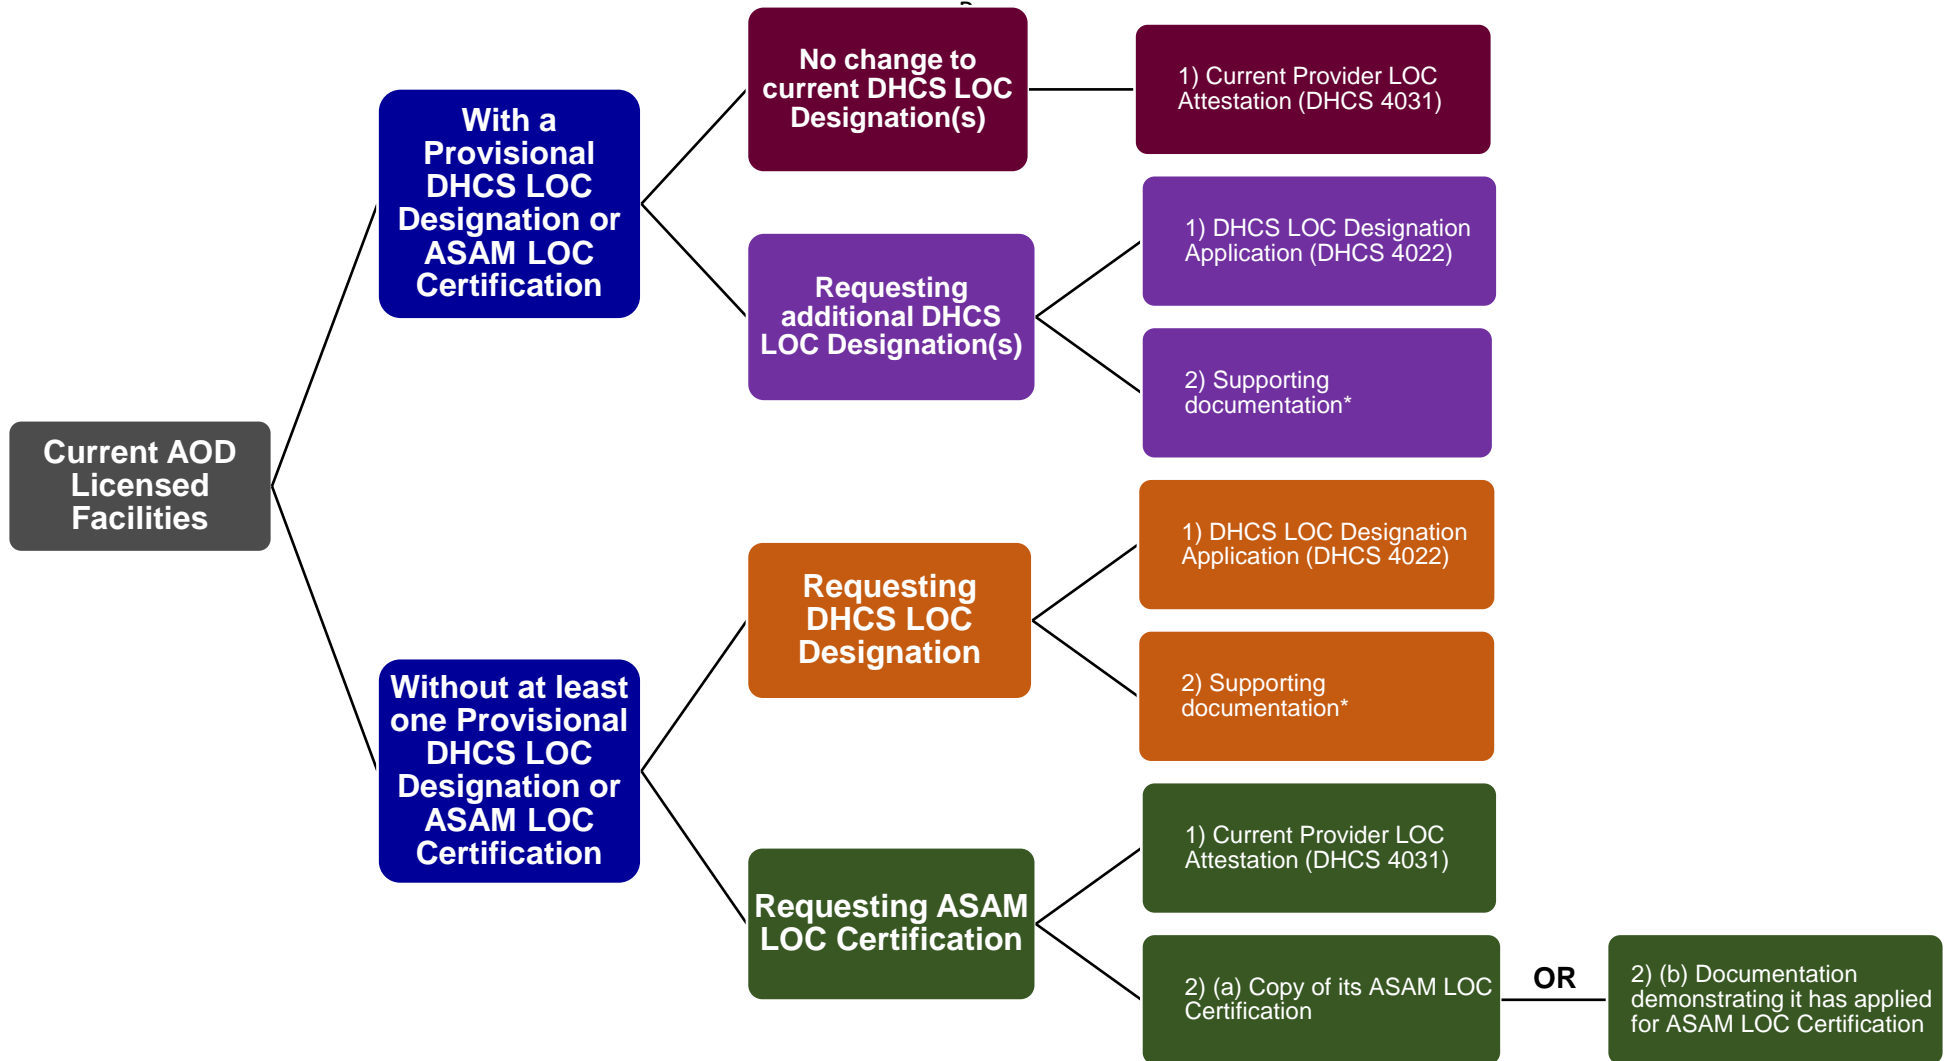 Current AOD
Licensed
Facilities
With a
Provisional
DHCS LOC
Designation or
ASAM LOC
Certification
No change to
current DHCS LOC
Designation(s)
1) Current Provider LOC
Attestation (DHCS 4031)
Requesting
additional DHCS
LOC Designation(s)
1) DHCS LOC Designation
Application (DHCS 4022)
2) Supporting
documentation*
Without at least
one Provisional
DHCS LOC
Designation or
ASAM LOC
Certification
Requesting
DHCS LOC
Designation
1) DHCS LOC Designation
Application (DHCS 4022)
2) Supporting
documentation*
Requesting ASAM
LOC Certification
1) Current Provider LOC
Attestation (DHCS 4031)
2) (a) Copy of its ASAM LOC
Certification
OR
2) (b) Documentation
demonstrating it has applied
for ASAM LOC Certification